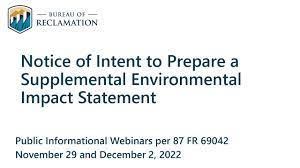 BUREAU OF
RECLAMATION
Notice of Intent to Prepare a
Supplemental Environmental
Impact Statement
Public Informational Webinars per 87 FR 69042
November 29 and December 2, 2022